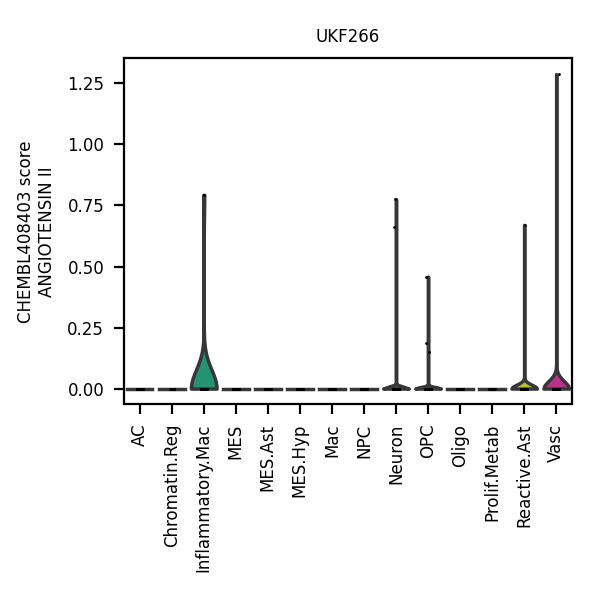 UKF266
CHEMBL408403 score
ANGIOTENSIN II
1.25
1.00
0.75
0.50
0.25
0.00
AC
Chromatin.Reg
Inflammatory.Mac
MES
MES.Ast
MES.Hyp
Mac
NPC
Neuron
OPC
Oligo
Prolif.Metab
Reactive.Ast
Vasc